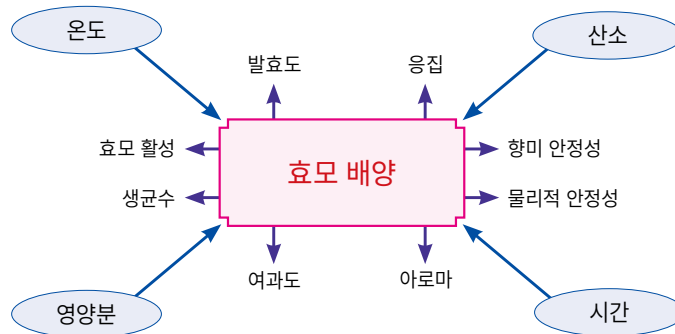 온도
산소
발효도
응집
효모 활성
향미 안정성
효모 배양
생균수
물리적 안정성
여과도
아로마
영양분
시간